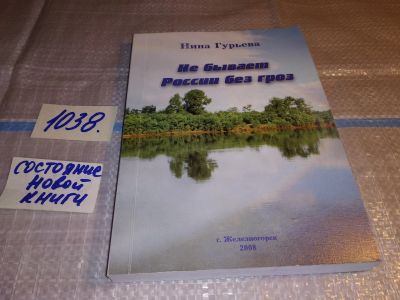 Нина Гурьева
Не бывает
России без гроз
г. Железногорск
2008
1038.
состояние
новой
книги